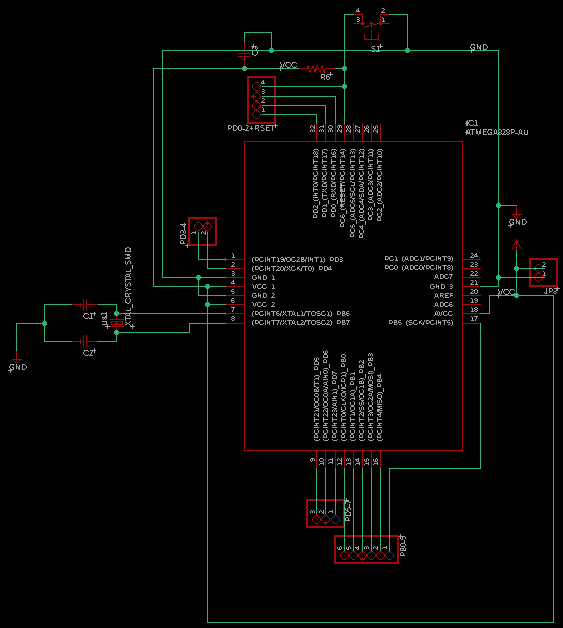 4
2
3
1
S1
C3
GND
VCC
R6
4
3
2
1
PD0-2+RSET
IC1
ATMEGA328P-AU
32
31
30
29
28
27
26
25
PD2_(INT0/PCINT18)
PD1_(TXD/PCINT17)
PD0_(RXD/PCINT16)
PC6_(RESET/PCINT14)
PC5_(ADC5/SCL/PCINT13)
PC4_(ADC4/SDA/PCINT12)
PC3_(ADC3/PCINT11)
PC2_(ADC2/PCINT10)
GND
PD3-4
1
2
1 (PCINT19/OC2B/INT1) PD3
2 (PCINT20/XCK/T0) PD4
3 GND 1
4 VCC 1
5 GND 2
6 VCC 2
7 (PCINT6/XTAL1/TOSC1) PB6
8 (PCINT7/XTAL2/TOSC2) PB7
PC1 (ADC1/PCINT9) 24
PC0 (ADC0/PCINT8) 23
ADC7 22
GND 3 21
AREF 20
ADC6 19
AVCC 18
PB5 (SCK/PCINT5) 17
2
1
JP3
VCC
XTAL_CRYSTAL_SMD
C1
C2
GND
(PCINT21/OC0B/T1)_PD5
(PCINT22/OC0A/AIN0)_PD6
(PCINT23/AIN1)_PD7
(PCINT0/CLKO/ICP1)_PB0
(PCINT1/OC1A)_PB1
(PCINT2/SS/OC1B)_PB2
(PCINT3/OC2A/MOSI)_PB3
(PCINT4/MISO)_PB4
9
10
11
12
13
14
15
16
3
2
1
PD5-7
6
5
4
3
2
1
PB0-5